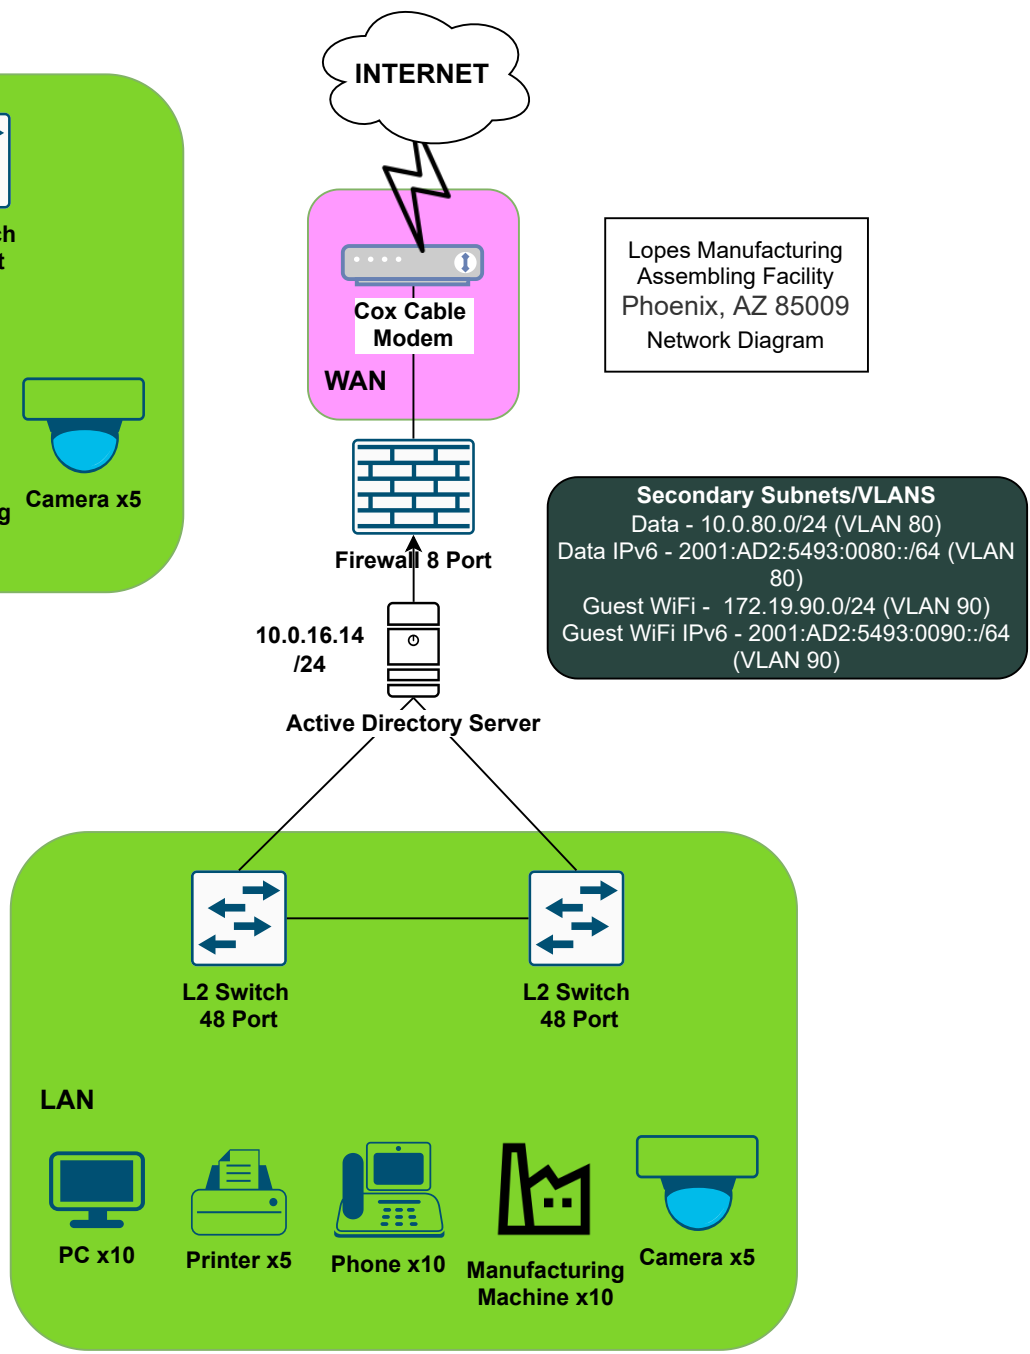 INTERNET
Cox Cable
Modem
WAN
Lopes Manufacturing
Assembling Facility
Phoenix, AZ 85009
Network Diagram
Camera x5
Firewall 8 Port
Secondary Subnets/VLANS
Data - 10.0.80.0/24 (VLAN 80)
Data IPv6 - 2001:AD2:5493:0080::/64 (VLAN
80)
Guest WiFi - 172.19.90.0/24 (VLAN 90)
Guest WiFi IPv6 - 2001:AD2:5493:0090::/64
(VLAN 90)
10.0.16.14
/24
Active Directory Server
L2 Switch
48 Port
L2 Switch
48 Port
LAN
PC x10
Printer x5
Phone x10
Manufacturing
Machine x10
Camera x5